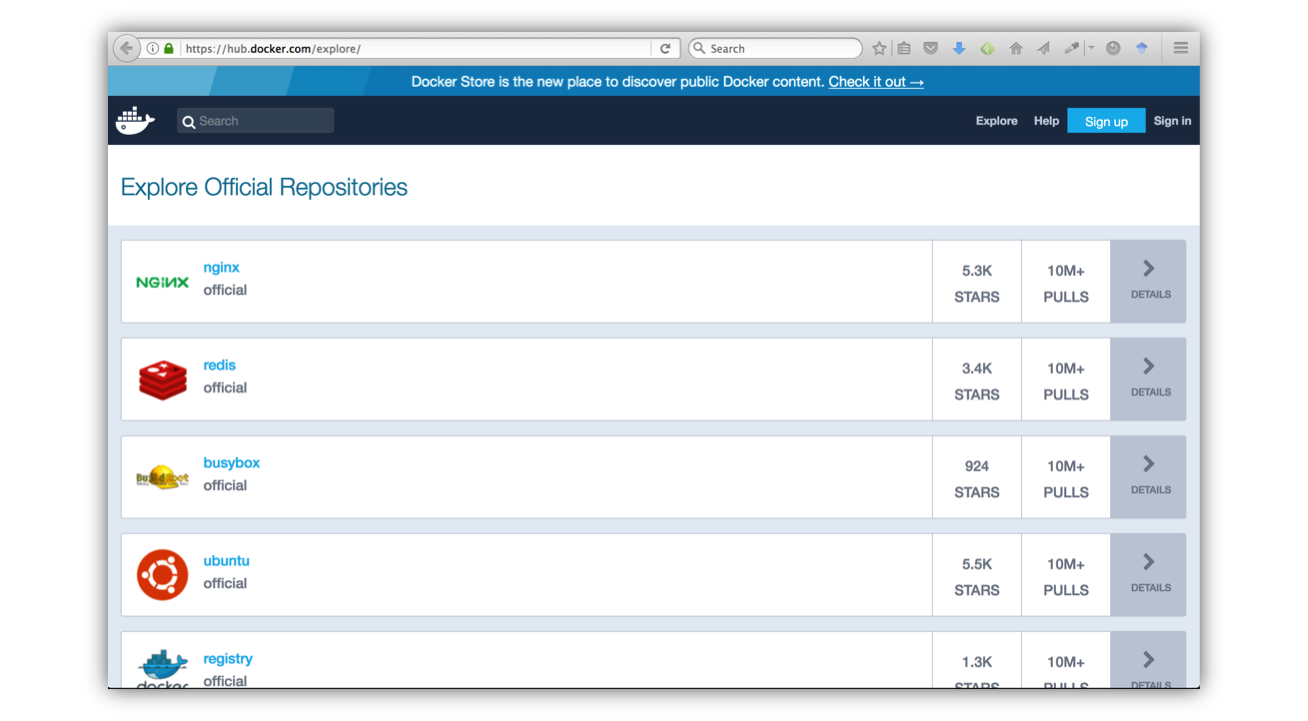 https://hub.docker.com/explore/
Search
Docker Store is the new place to discover public Docker content. Check it out →
Search
Explore Help Sign up Sign in
Explore Official Repositories
NGINX
nginx
official
5.3K
STARS
10M+
PULLS
DETAILS
redis
official
3.4K
STARS
10M+
PULLS
DETAILS
busybox
official
924
STARS
10M+
PULLS
DETAILS
ubuntu
official
5.5K
STARS
10M+
PULLS
DETAILS
docker
registry
official
1.3K
STARS
10M+
PULLS
DETAILS